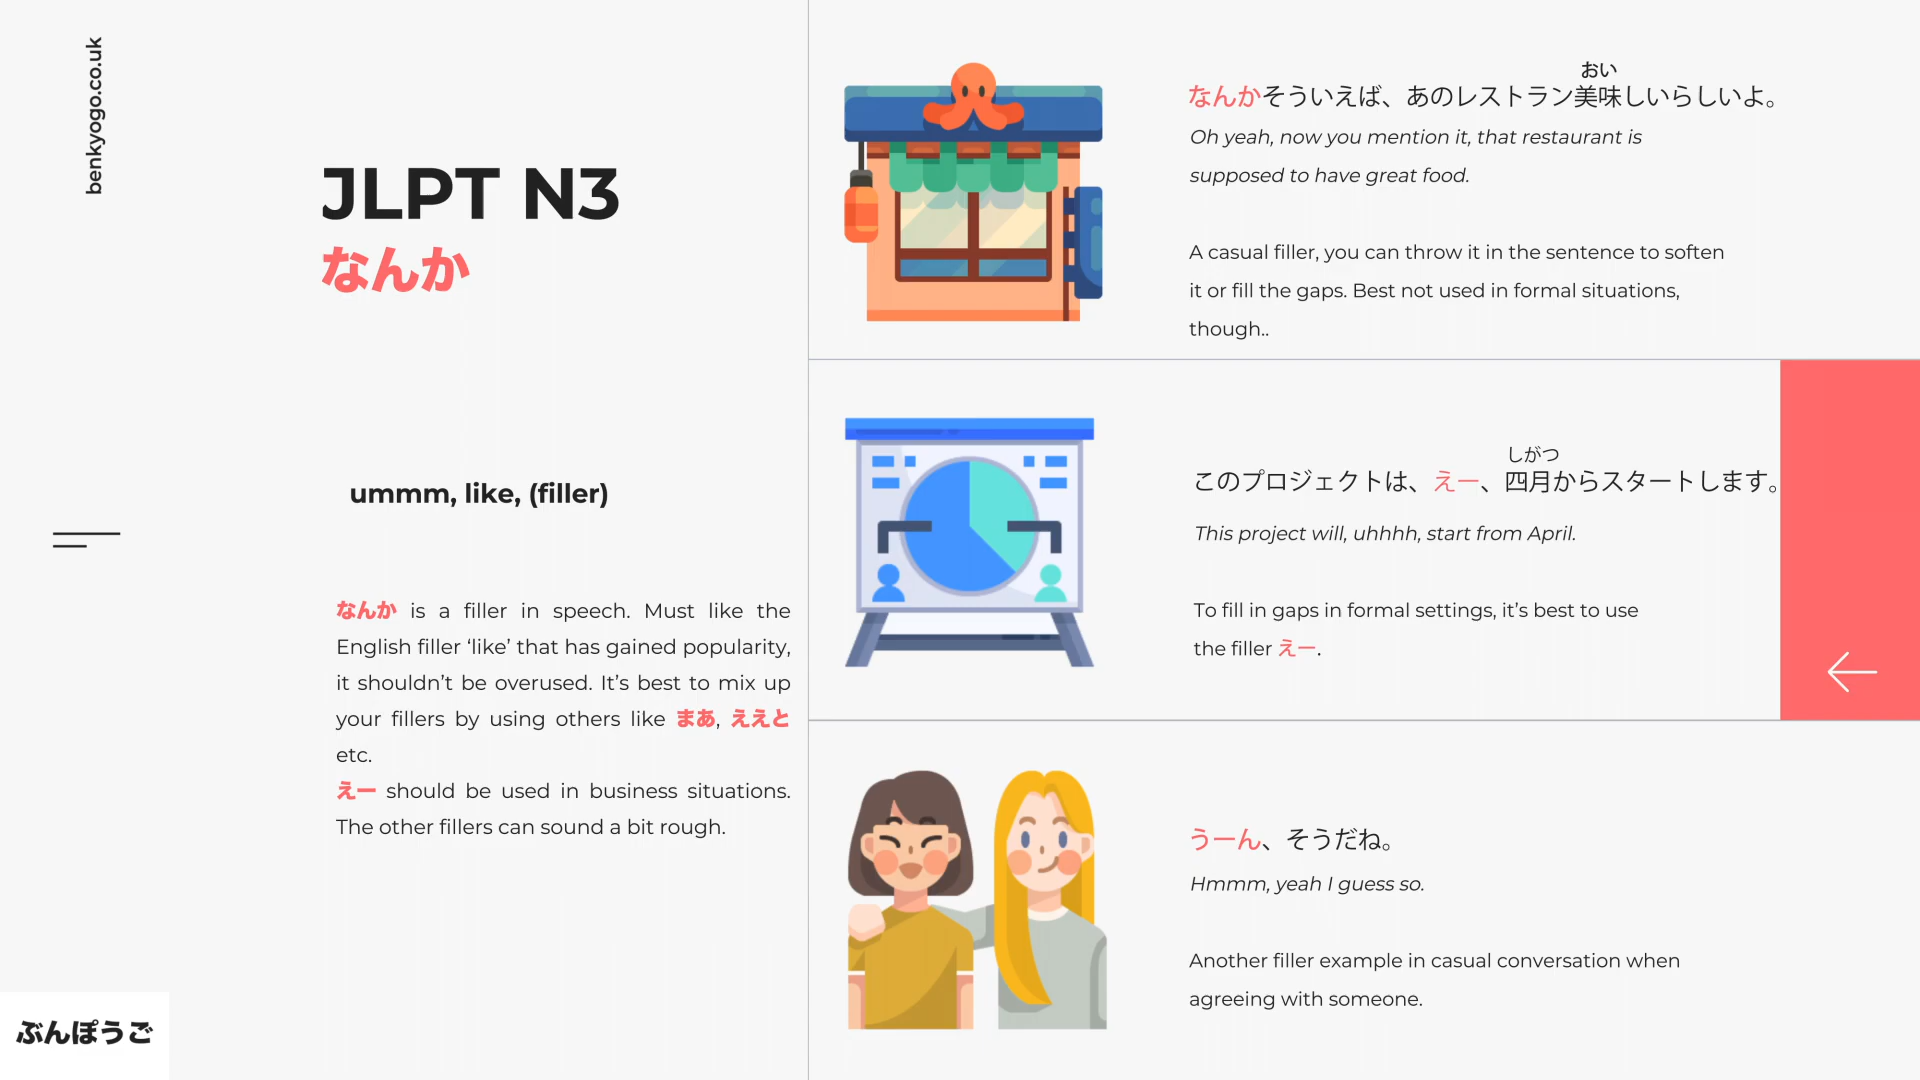 benkyogo.co.uk
JLPT N3
なんか
ummm, like, (filler)
なんか is a filler in speech. Must like the
English filler ‘like’ that has gained popularity,
it shouldn’t be overused. It’s best to mix up
your fillers by using others like まあ, ええと
etc.
えー should be used in business situations.
The other fillers can sound a bit rough.
ぶんぽうご
おい
なんかそういえば、あのレストラン美味しいらしいよ。
Oh yeah, now you mention it, that restaurant is
supposed to have great food.
A casual filler, you can throw it in the sentence to soften
it or fill the gaps. Best not used in formal situations,
though..
しがつ
このプロジェクトは、えー、四月からスタートします。
This project will, uhhhh, start from April.
To fill in gaps in formal settings, it’s best to use
the filler えー.
うーん、そうだね。
Hmmm, yeah I guess so.
Another filler example in casual conversation when
agreeing with someone.